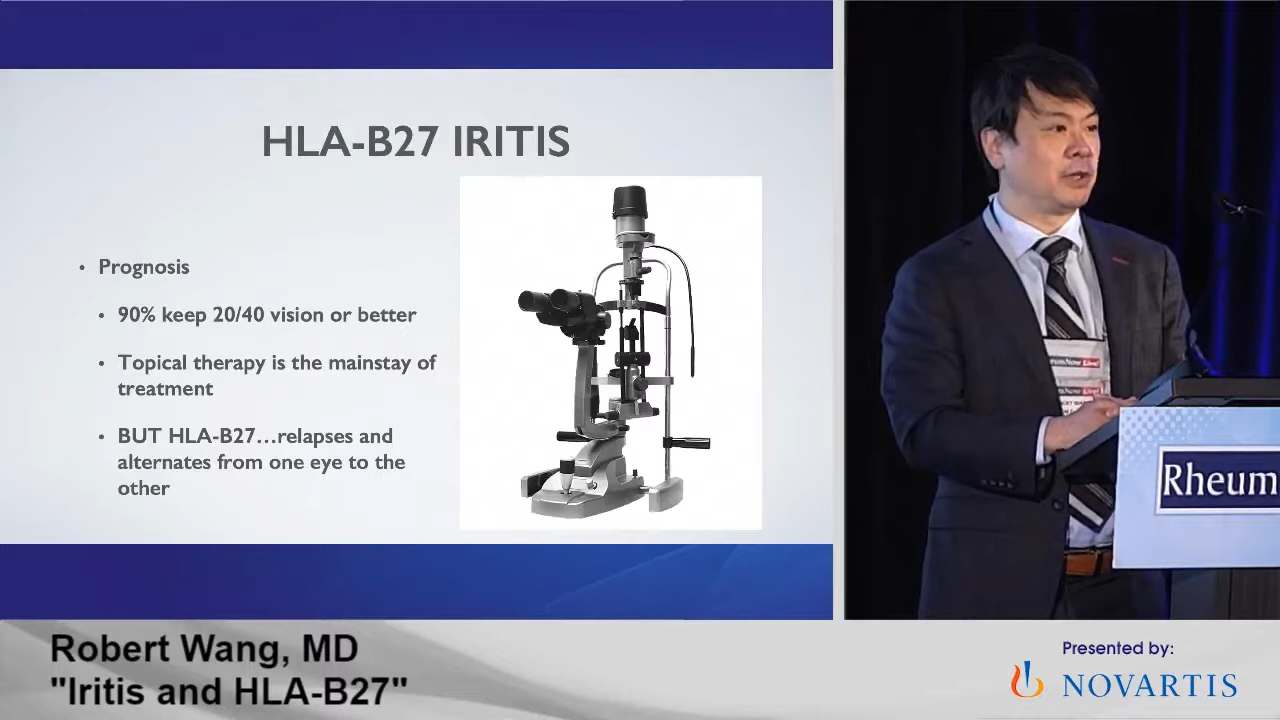 HLA-B27 IRITIS
• Prognosis
• 90% keep 20/40 vision or better
• Topical therapy is the mainstay of
treatment
• BUT HLA-B27...relapses and
alternates from one eye to the
other
Rheum
Robert Wang, MD
"Iritis and HLA-B27"
Presented by:
NOVARTIS